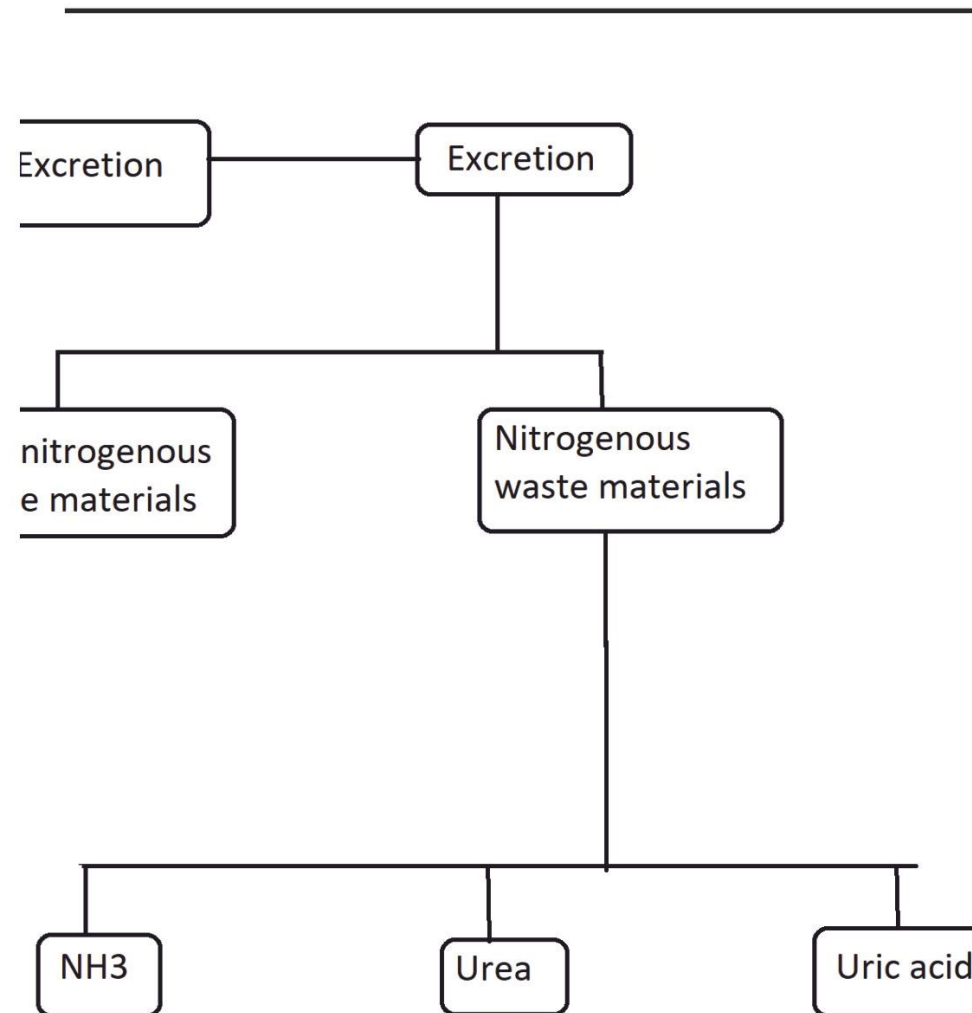 Excretion
Excretion
nitrogenous
e materials
Nitrogenous
waste materials
NH3
Urea
Uric acid